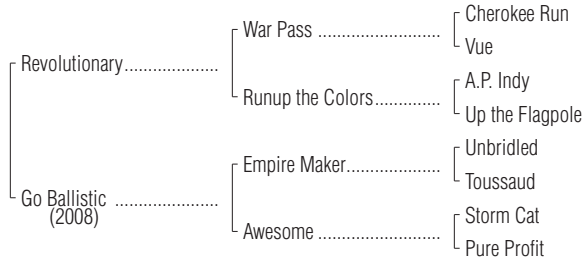 Cherokee Run
War Pass ........................
Vue
Revolutionary...................
A.P. Indy
Runup the Colors.............
Up the Flagpole
Unbridled
Empire Maker...................
Toussaud
Go Ballistic .....................
(2008)
Storm Cat
Awesome ........................
Pure Profit